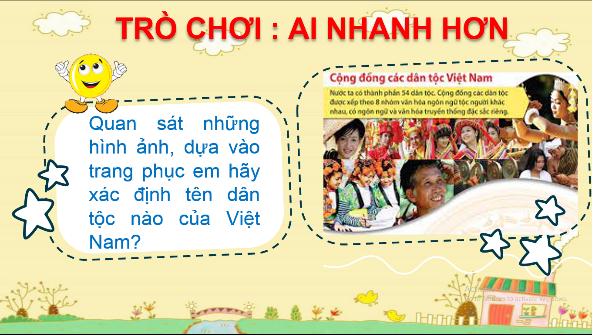 TRÒ CHƠI : AI NHANH HƠN
Cộng đồng các dân tộc Việt Nam
Nước ta có thành phần 54 dân tộc. Cộng đồng các dân tộc
được xếp theo 8 nhóm văn hóa ngôn ngữ tộc người khác
nhau, có ngôn ngữ và văn hóa truyền thống đặc sắc riêng.
Quan sát những
hình ảnh, dựa vào
trang phục em hãy
xác định tên dân
tộc nào của Việt
Nam?